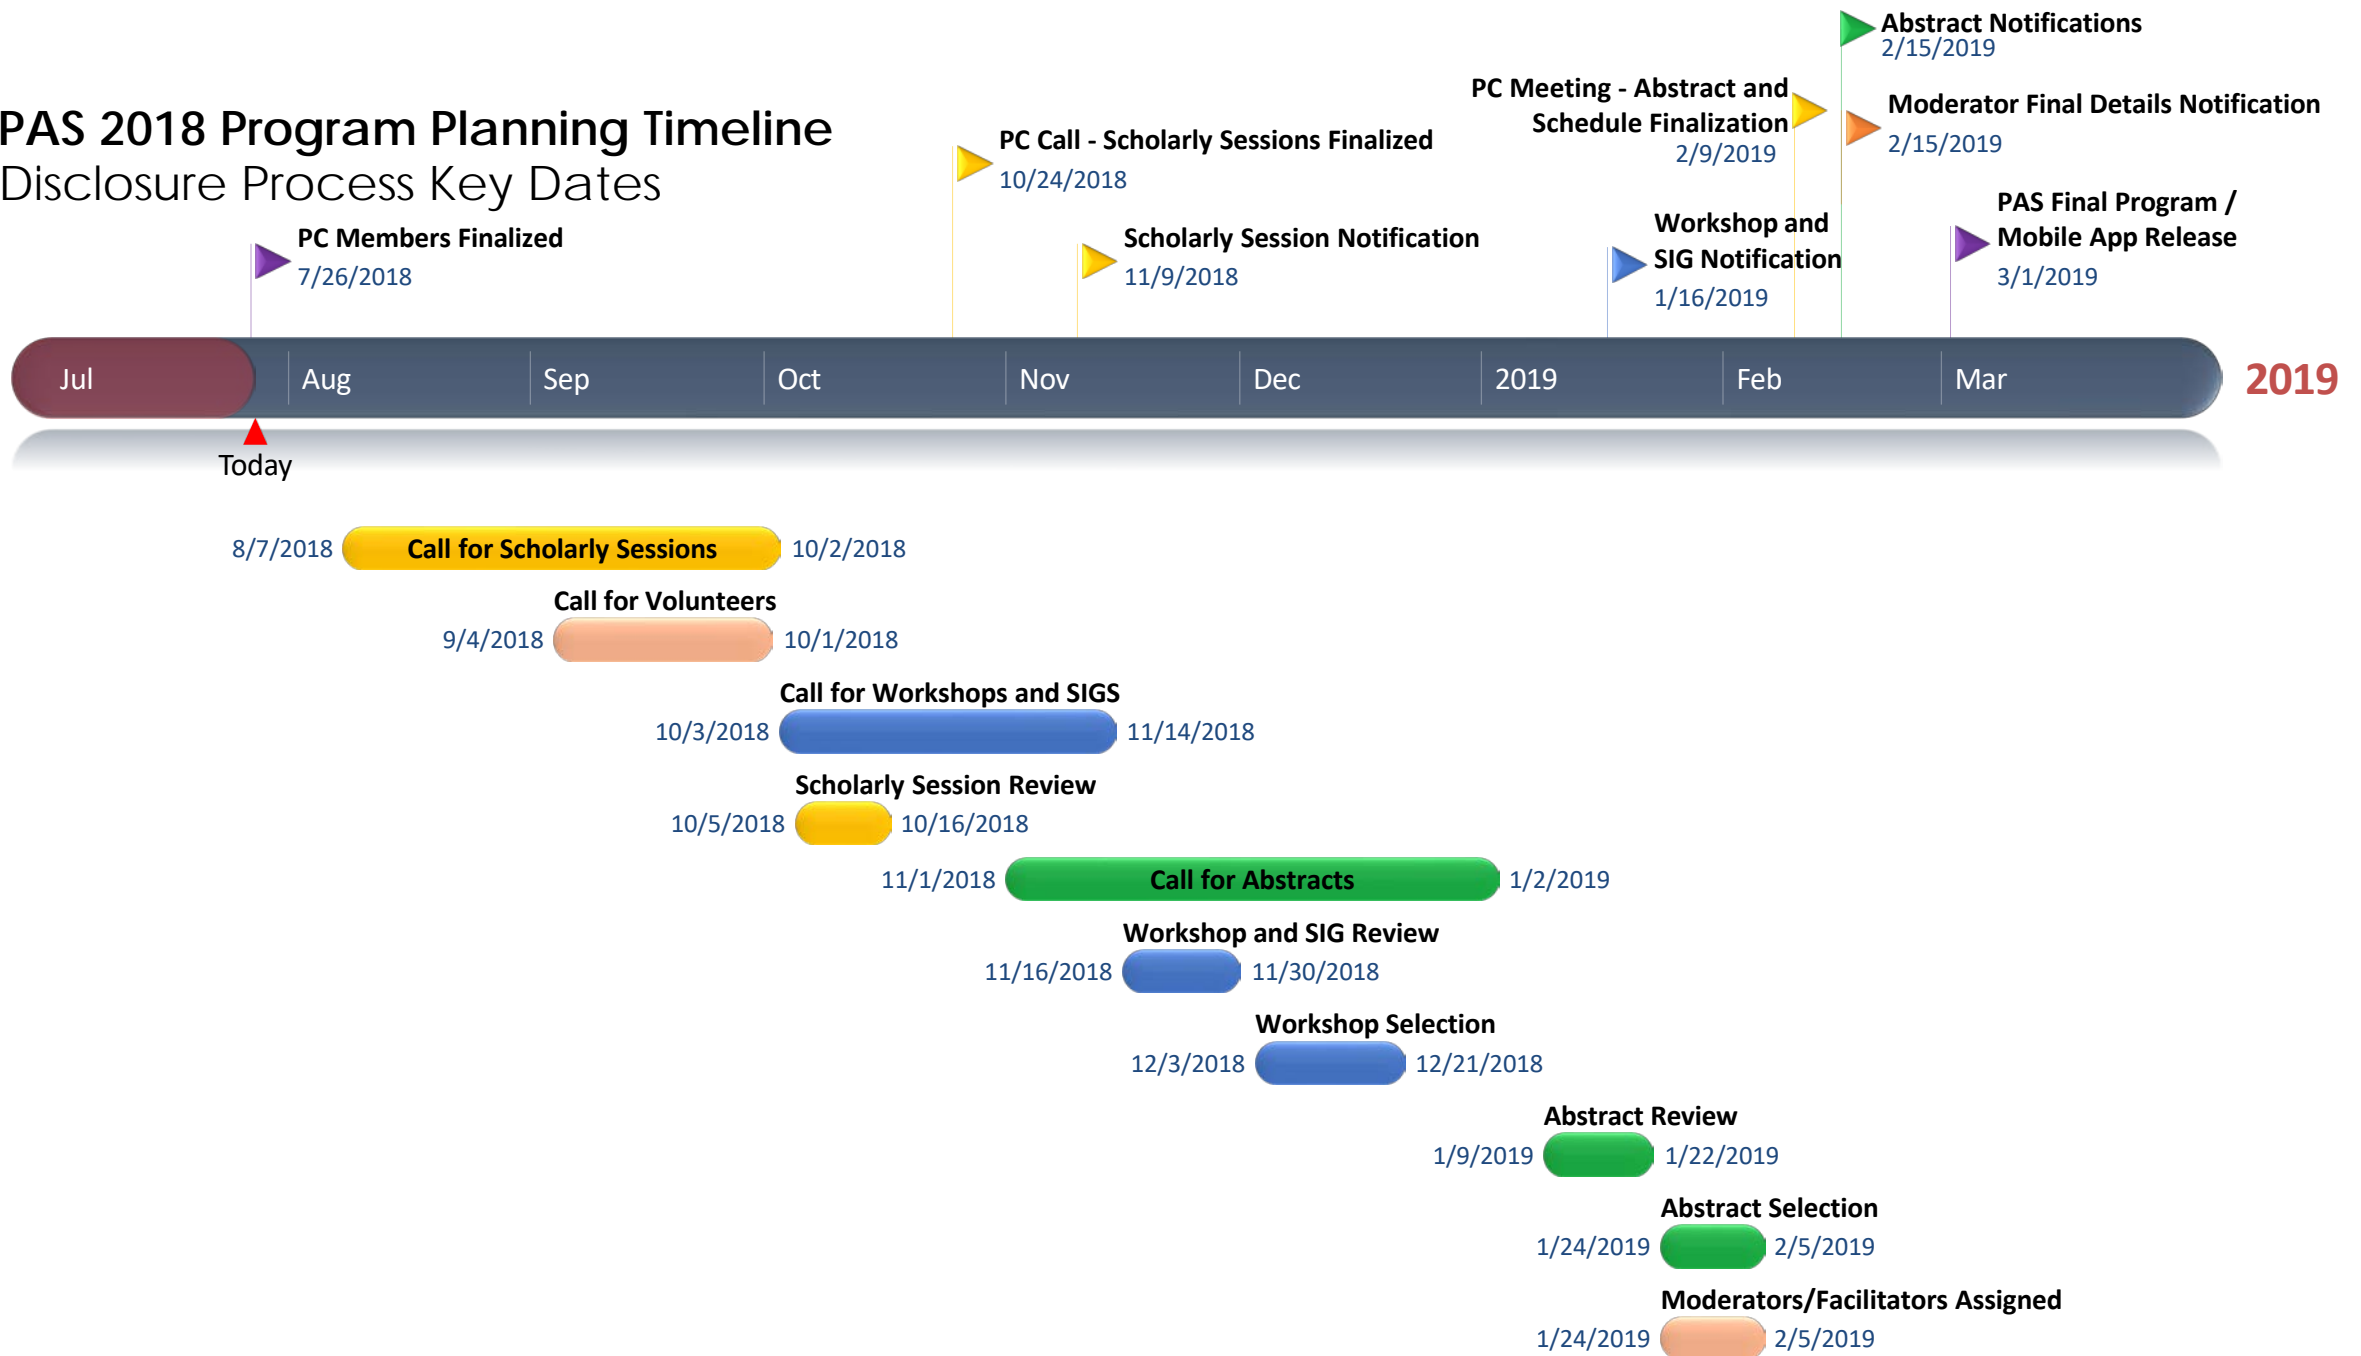 PAS 2018 Program Planning Timeline
Disclosure Process Key Dates
Abstract Notifications
2/15/2019
PC Meeting - Abstract and
Schedule Finalization
2/9/2019
Moderator Final Details Notification
2/15/2019
PC Call - Scholarly Sessions Finalized
10/24/2018
PC Members Finalized
7/26/2018
Scholarly Session Notification
11/9/2018
Workshop and
SIG Notification
1/16/2019
PAS Final Program /
Mobile App Release
3/1/2019
Jul Aug Sep Oct Nov Dec 2019 Feb Mar 2019
Today
8/7/2018 Call for Scholarly Sessions 10/2/2018
Call for Volunteers
9/4/2018 10/1/2018
Call for Workshops and SIGS
10/3/2018 11/14/2018
Scholarly Session Review
10/5/2018 10/16/2018
11/1/2018 Call for Abstracts 1/2/2019
Workshop and SIG Review
11/16/2018 11/30/2018
Workshop Selection
12/3/2018 12/21/2018
Abstract Review
1/9/2019 1/22/2019
Abstract Selection
1/24/2019 2/5/2019
Moderators/Facilitators Assigned
1/24/2019 2/5/2019